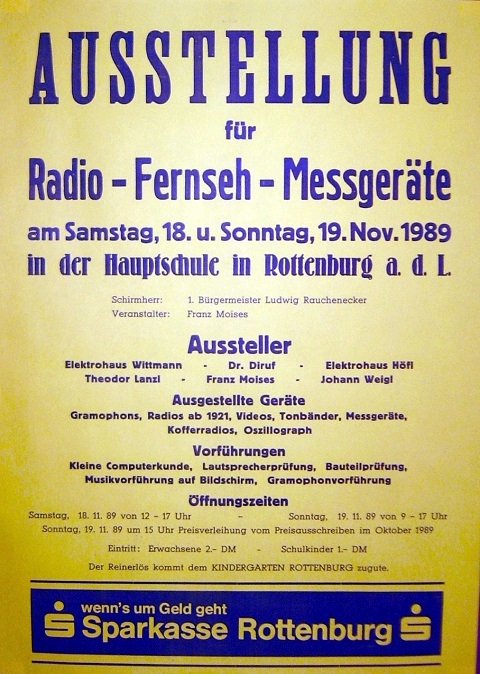 AUSSTELLUNG
für
Radio - Fernseh - Messgeräte
am Samstag, 18. u. Sonntag, 19. Nov. 1989
in der Hauptschule in Rottenburg a. d. L.
Schirmherr: 1. Bürgermeister Ludwig Rauchenecker
Veranstalter: Franz Moises
Aussteller
Elektrohaus Wittmann - Dr. Diruf - Elektrohaus Höfl
Theodor Lanzl - Franz Moises - Johann Weigl
Ausgestellte Geräte
Gramophons, Radios ab 1921, Videos, Tonbänder, Messgeräte,
Kofferradios, Oszillograph
Vorführungen
Kleine Computerkunde, Lautsprecherprüfung, Bauteilprüfung,
Musikvorführung auf Bildschirm, Gramophonvorführung
Öffnungszeiten
Samstag, 18. 11. 89 von 12 - 17 Uhr - Sonntag, 19. 11. 89 von 9 - 17 Uhr
Sonntag, 19. 11. 89 um 15 Uhr Preisverleihung vom Preisausschreiben im Oktober 1989
Eintritt: Erwachsene 2.- DM - Schulkinder 1.- DM
Der Reinerlös kommt dem KINDERGARTEN ROTTENBURG zugute.
wenn's um Geld geht
Sparkasse Rottenburg